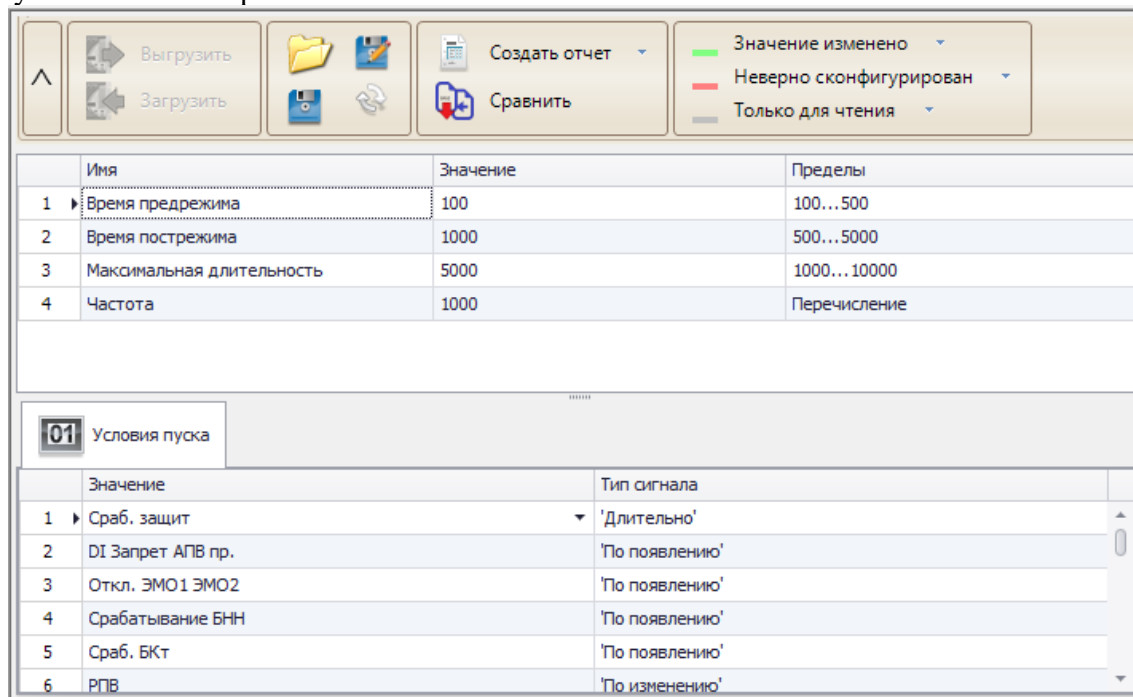 Выгрузить
Загрузить
Создать отчет
Сравнить
Значение изменено
Неверно сконфигурирован
Только для чтения
Имя Значение Пределы
1 Время предрежима 100 100...500
2 Время пострежима 1000 500...5000
3 Максимальная длительность 5000 1000...10000
4 Частота 1000 Перечисление
01 Условия пуска
Значение Тип сигнала
1 Сраб. защит 'Длительно'
2 DI Запрет АПВ пр. 'По появлению'
3 Откл. ЭМО1 ЭМО2 'По появлению'
4 Срабатывание БНН 'По появлению'
5 Сраб. БКт 'По появлению'
6 РПВ 'По изменению'